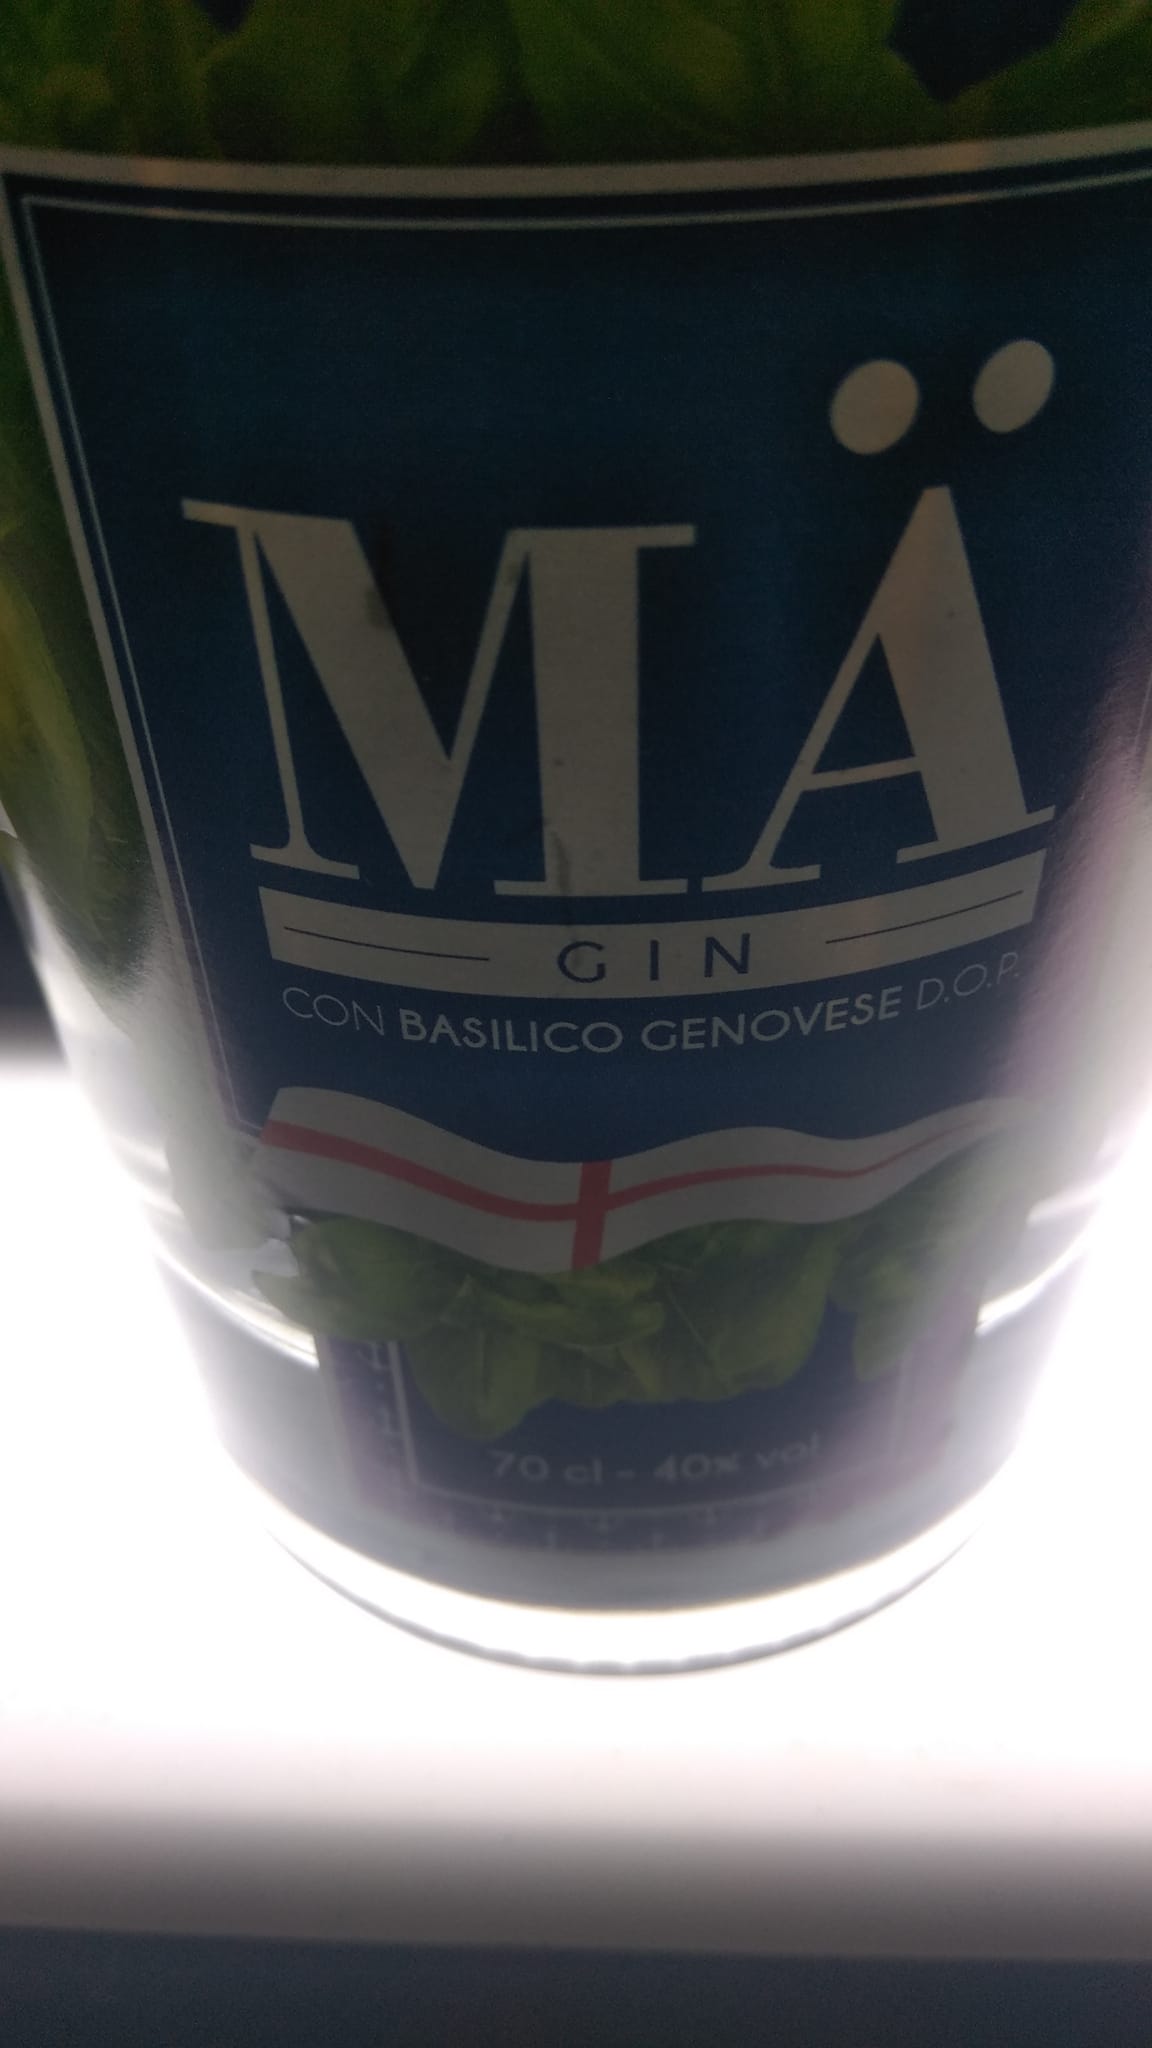 MÄ
GIN
CON BASILICO GENOVESE D.O.P.
70 cl - 40% vol